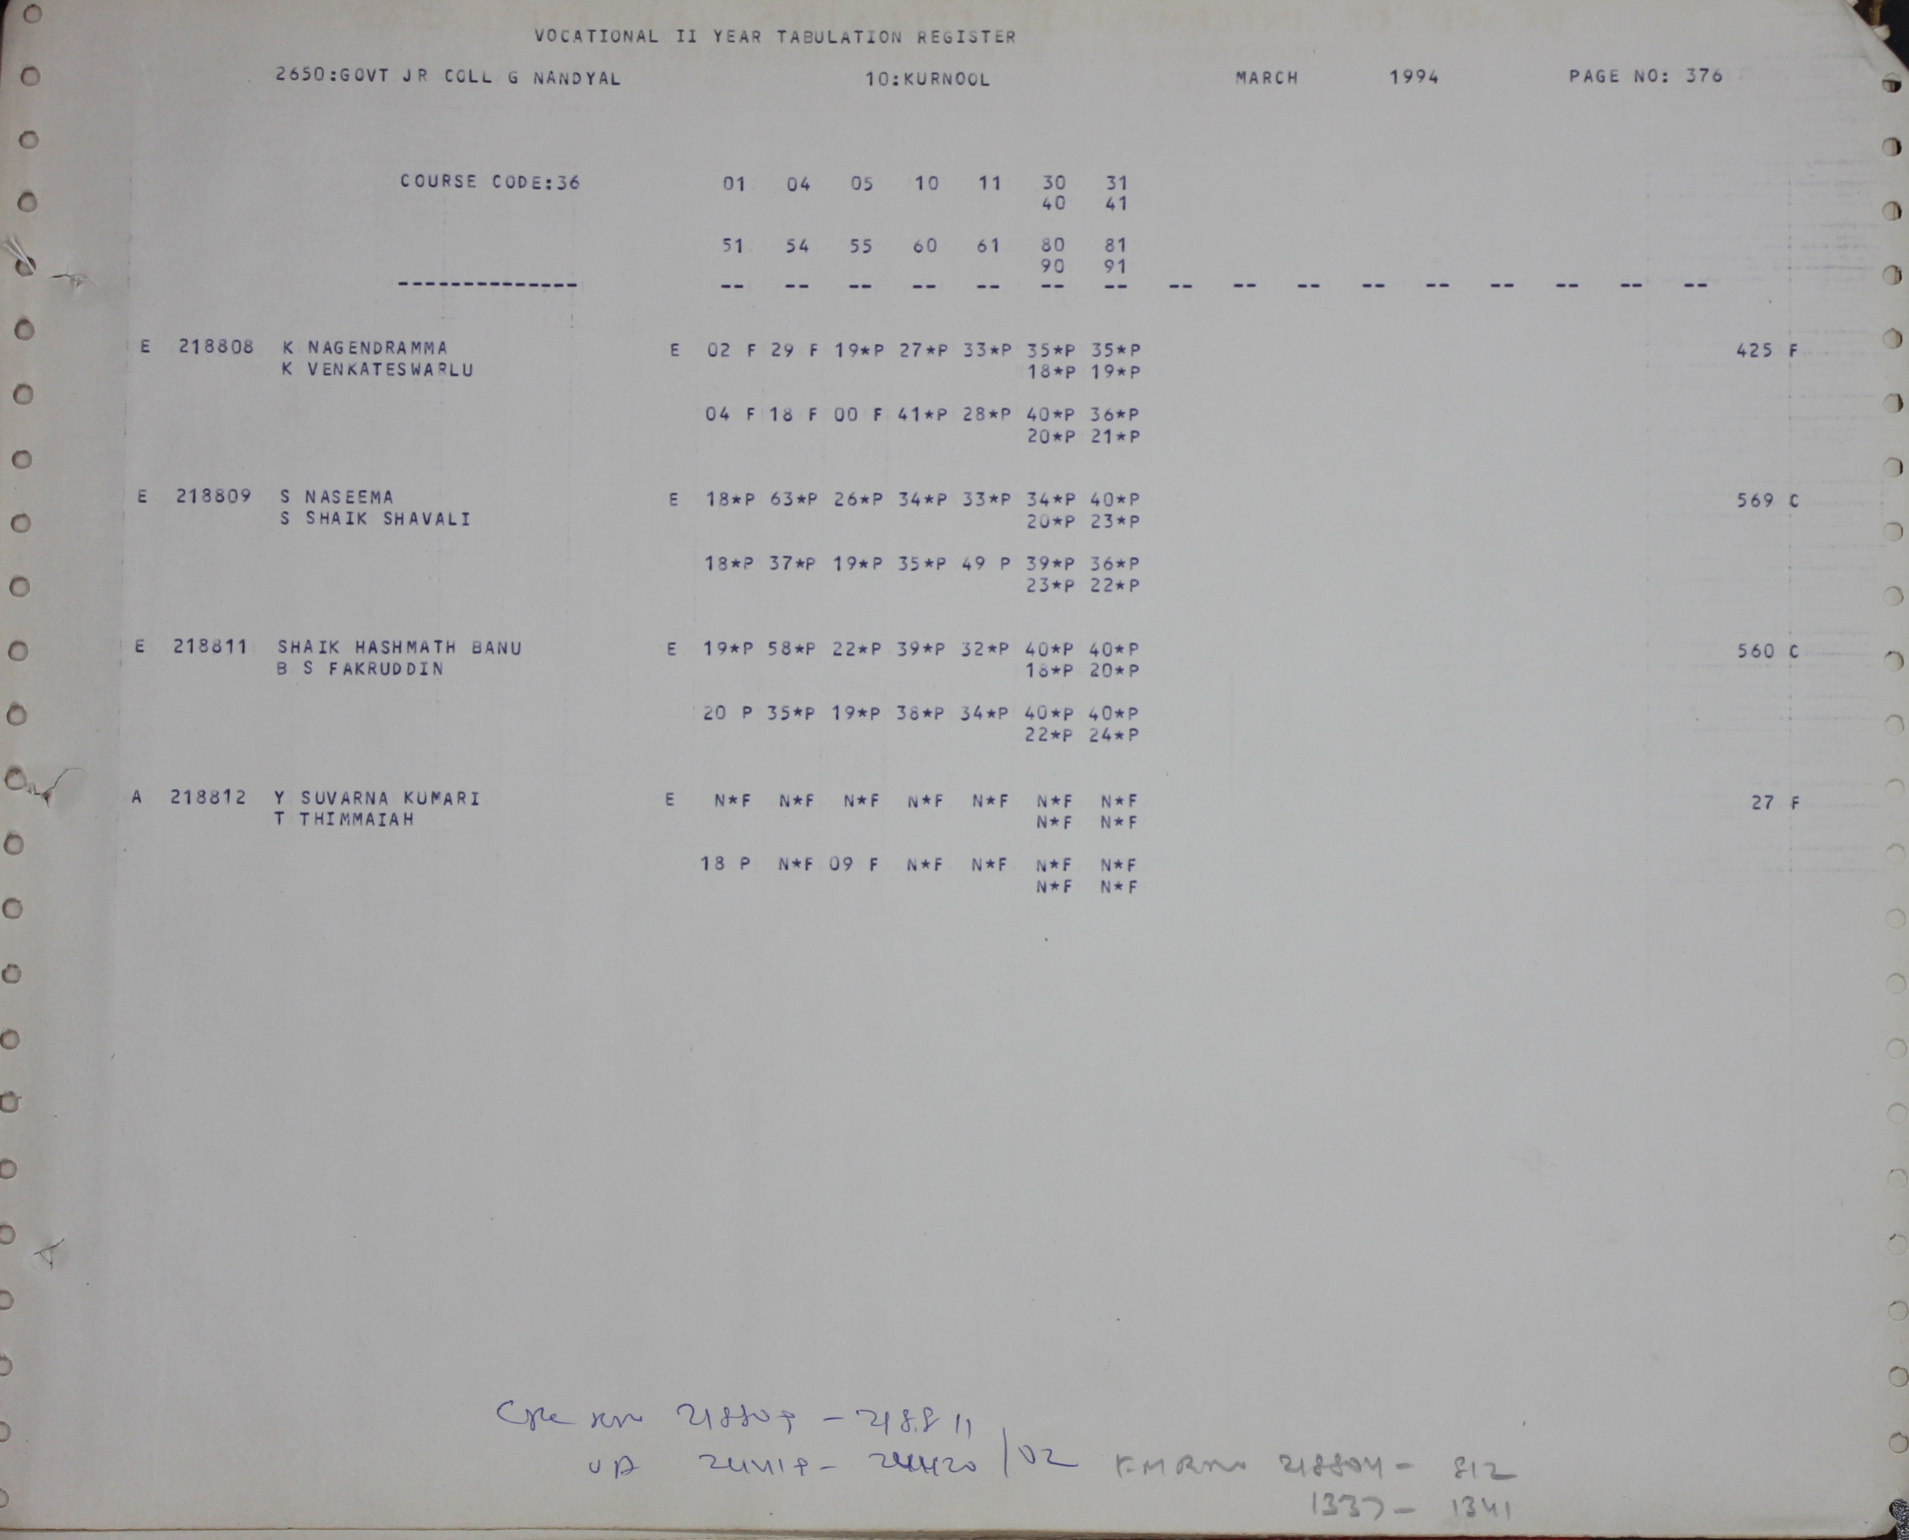 VOCATIONAL II YEAR TABULATION REGISTER
2650:GOVT JR COLL G NANDYAL 10:KURNOOL MARCH 1994 PAGE NO: 376
COURSE CODE:36 01 04 05 10 11 30 31
40 41
51 54 55 60 61 80 81
90 91
-------------- -- -- -- -- -- -- -- -- -- -- -- -- -- -- -- --
E 218808 K NAGENDRAMMA E 02 F 29 F 19*P 27*P 33*P 35*P 35*P 425 F
K VENKATESWARLU 18*P 19*P
04 F 18 F 00 F 41*P 28*P 40*P 36*P
20*P 21*P
E 218809 S NASEEMA E 18*P 63*P 26*P 34*P 33*P 34*P 40*P 569 C
S SHAIK SHAVALI 20*P 23*P
18*P 37*P 19*P 35*P 49 P 39*P 36*P
23*P 22*P
E 218811 SHAIK HASHMATH BANU E 19*P 58*P 22*P 39*P 32*P 40*P 40*P 560 C
B S FAKRUDDIN 18*P 20*P
20 P 35*P 19*P 38*P 34*P 40*P 40*P
22*P 24*P
A 218812 Y SUVARNA KUMARI E N*F N*F N*F N*F N*F N*F N*F 27 F
T THIMMAIAH N*F N*F
18 P N*F 09 F N*F N*F N*F N*F
N*F N*F
218809 - 218811
/02 812
1337 - 1341